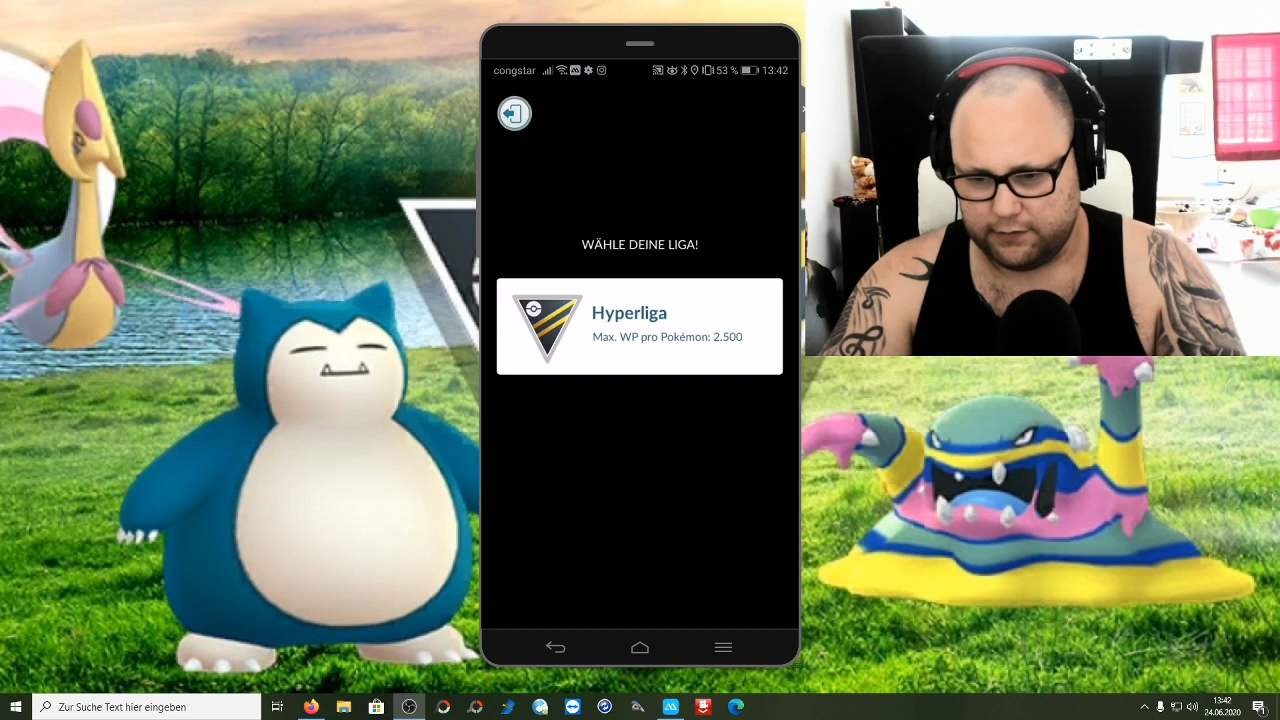 congstar
53 %
13:42
WÄHLE DEINE LIGA!
Hyperliga
Max. WP pro Pokémon: 2.500
Zur Suche Text hier eingeben
13:42
24.06.2020